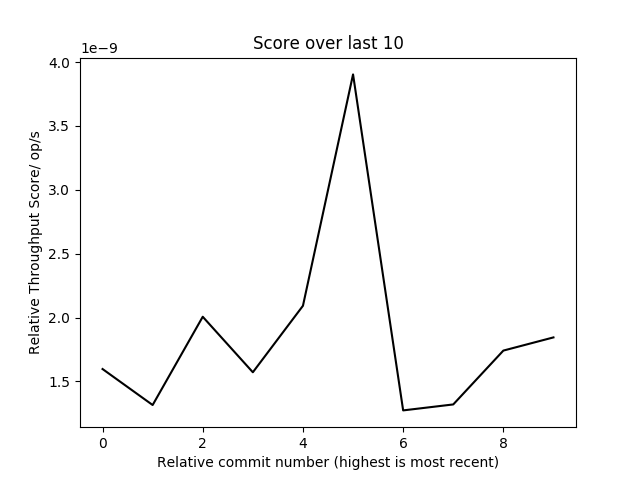 Score over last 10
1e−9
4.0
3.5
3.0
2.5
2.0
1.5
Relative Throughput Score/ op/s
0 2 4 6 8
Relative commit number (highest is most recent)